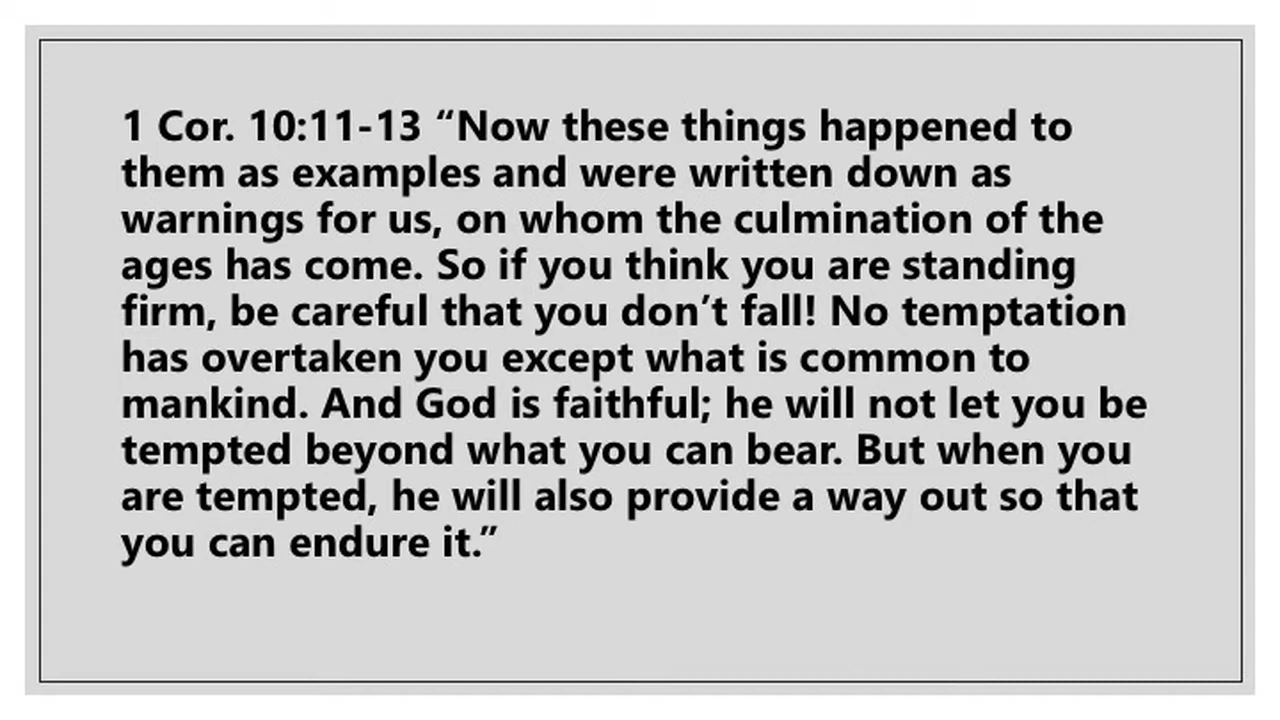 1 Cor. 10:11-13 “Now these things happened to
them as examples and were written down as
warnings for us, on whom the culmination of the
ages has come. So if you think you are standing
firm, be careful that you don’t fall! No temptation
has overtaken you except what is common to
mankind. And God is faithful; he will not let you be
tempted beyond what you can bear. But when you
are tempted, he will also provide a way out so that
you can endure it.”